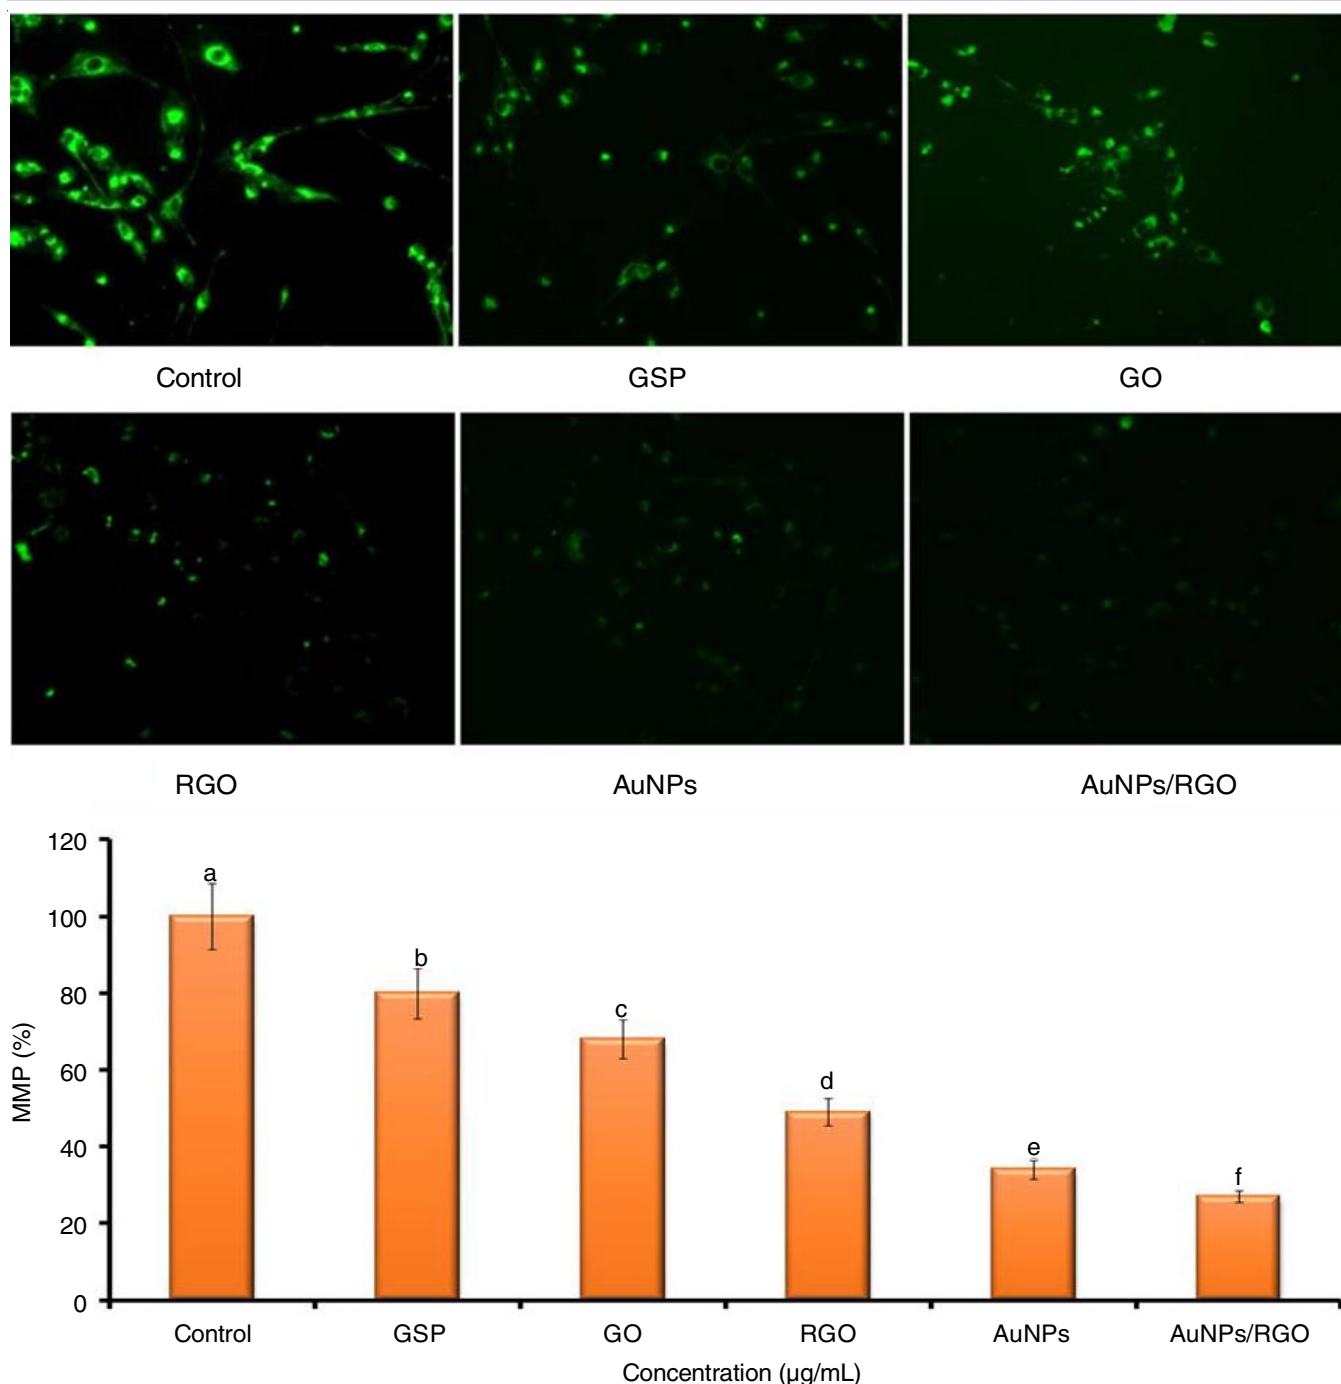 Control GSP GO
RGO AuNPs AuNPs/RGO
120
100
80
60
40
20
0
MMP (%)
a
b
c
d
e
f
Control GSP GO RGO AuNPs AuNPs/RGO
Concentration (µg/mL)